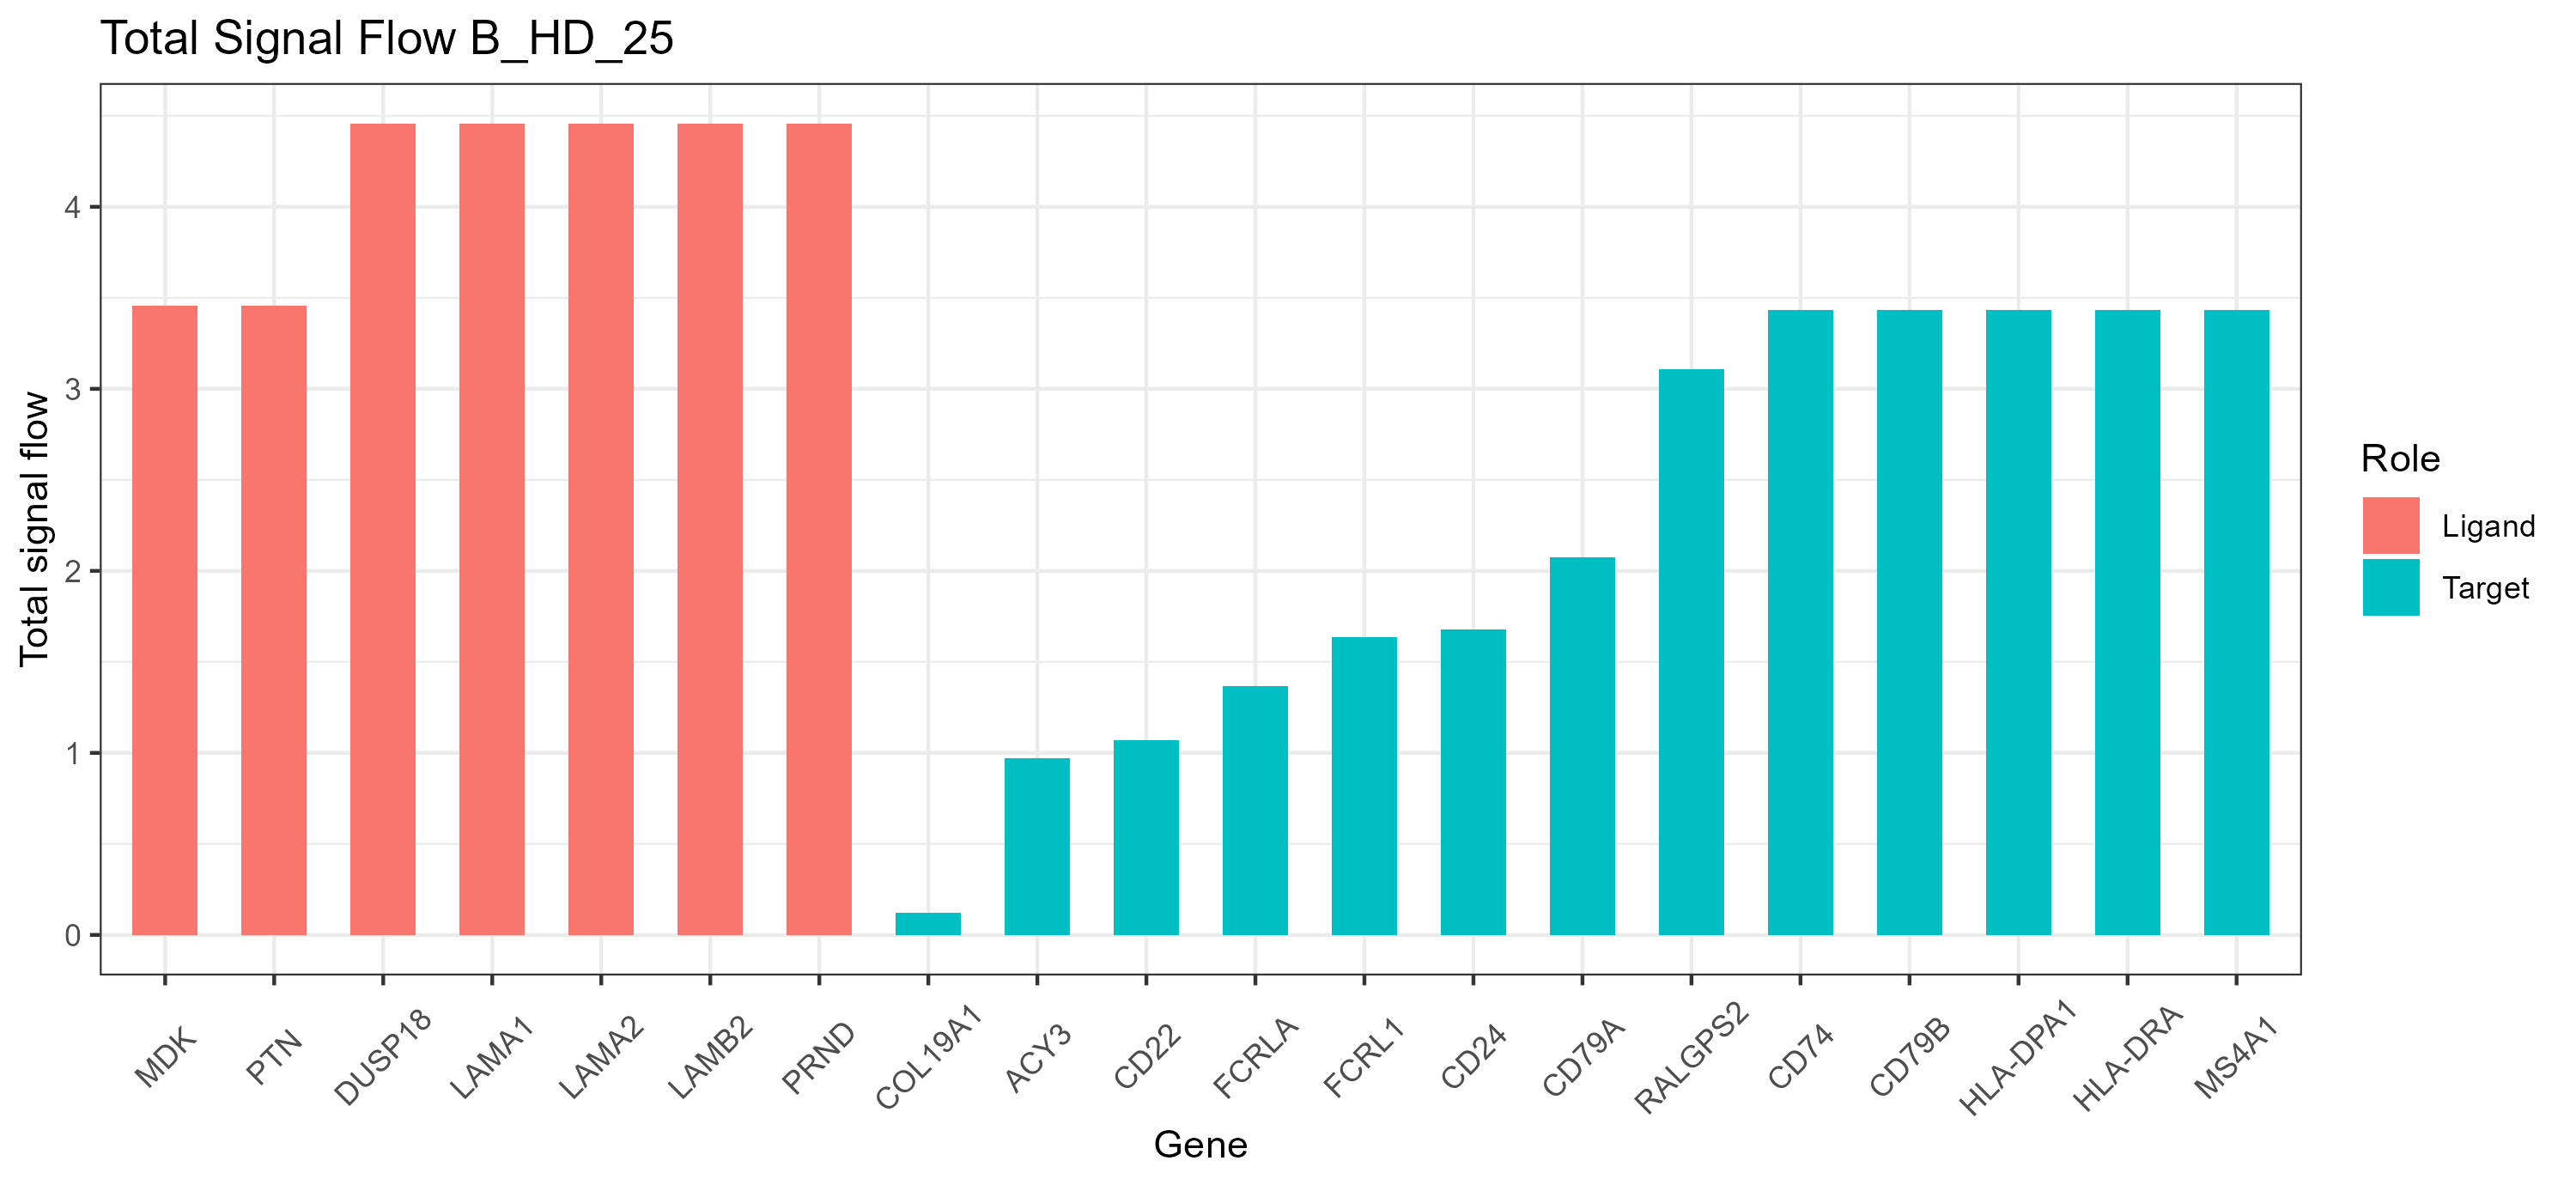 Total Signal Flow B_HD_25
Total signal flow
4
3
2
1
0
MDK
PTN
DUSP18
LAMA1
LAMA2
LAMB2
PRND
COL19A1
ACY3
CD22
FCRLA
FCRL1
CD24
CD79A
RALGPS2
CD74
CD79B
HLA-DPA1
HLA-DRA
MS4A1
Gene
Role
Ligand
Target